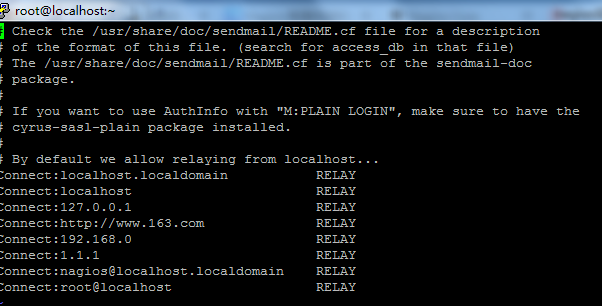 root@localhost:~
# Check the /usr/share/doc/sendmail/README.cf file for a description
# of the format of this file. (search for access_db in that file)
# The /usr/share/doc/sendmail/README.cf is part of the sendmail-doc
# package.
#
# If you want to use AuthInfo with "M:PLAIN LOGIN", make sure to have the
# cyrus-sasl-plain package installed.
#
# By default we allow relaying from localhost...
Connect:localhost.localdomain RELAY
Connect:localhost RELAY
Connect:127.0.0.1 RELAY
Connect:http://www.163.com RELAY
Connect:192.168.0 RELAY
Connect:1.1.1 RELAY
Connect:nagios@localhost.localdomain RELAY
Connect:root@localhost RELAY
~